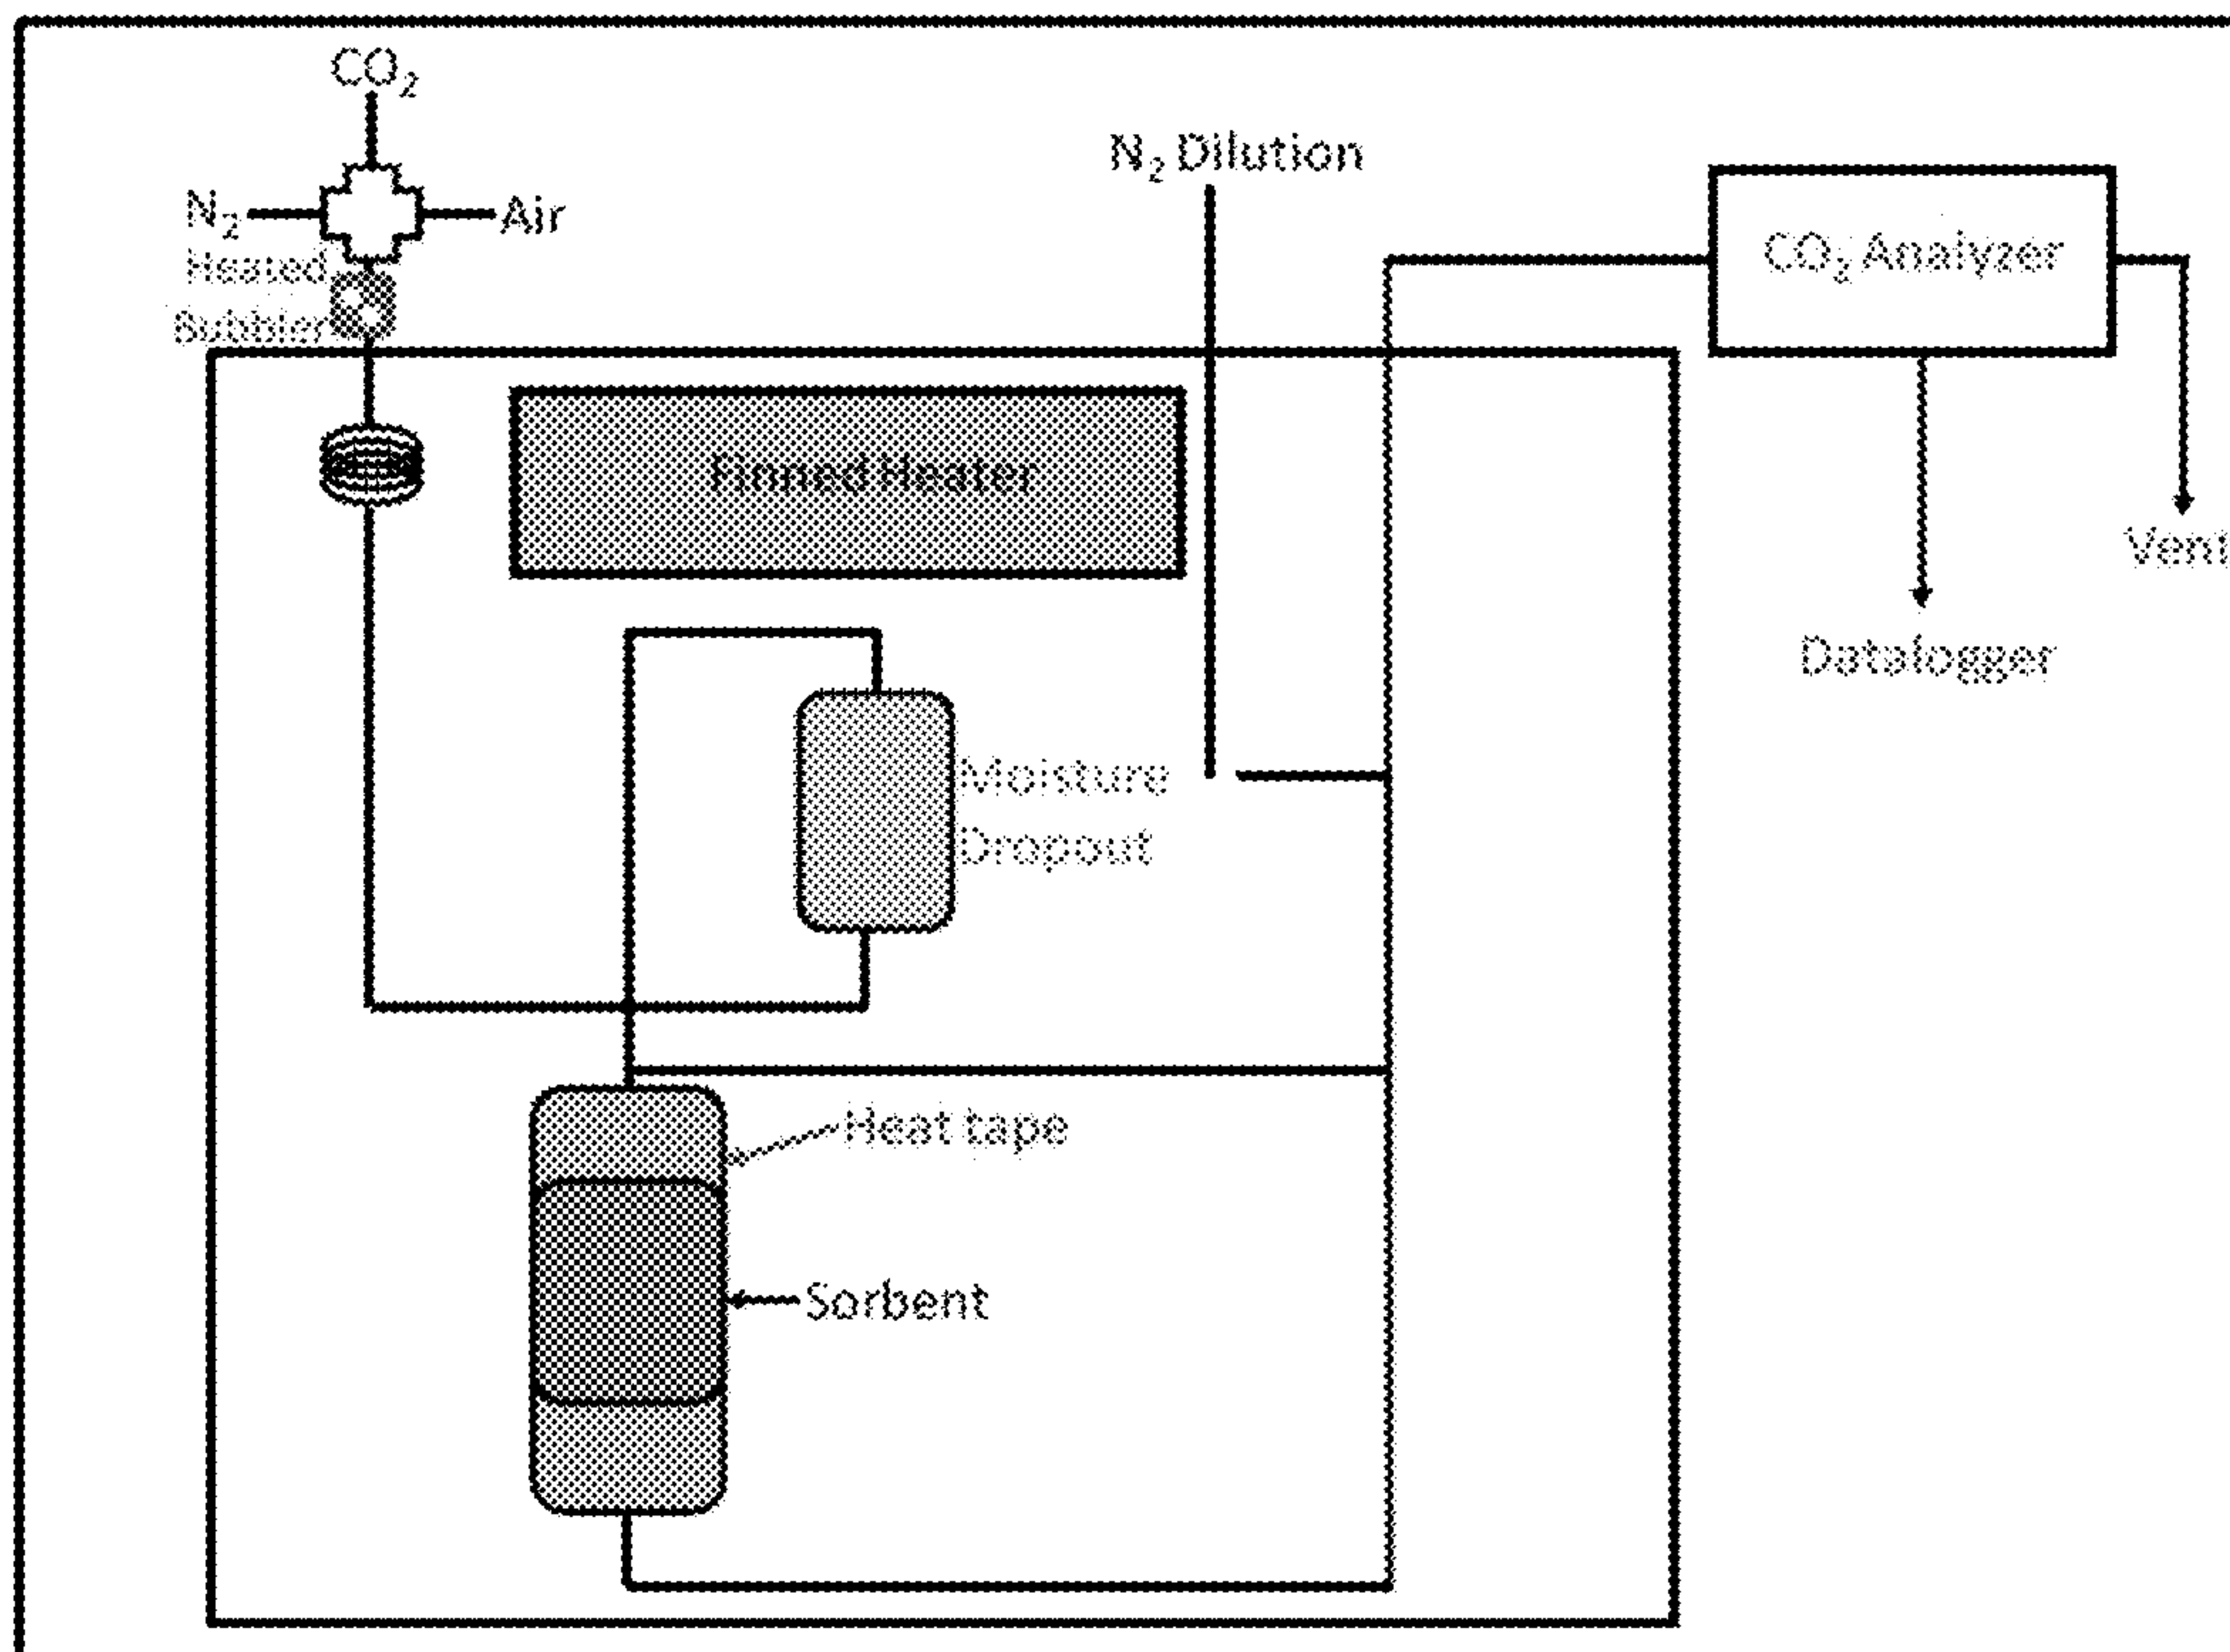 CO₂
N₂ Dilution
N₂
Air
CO₂ Analyzer
Heated
Bubbler
Finned Heater
Vent
Datalogger
Moisture
Dropout
Heat tape
Sorbent